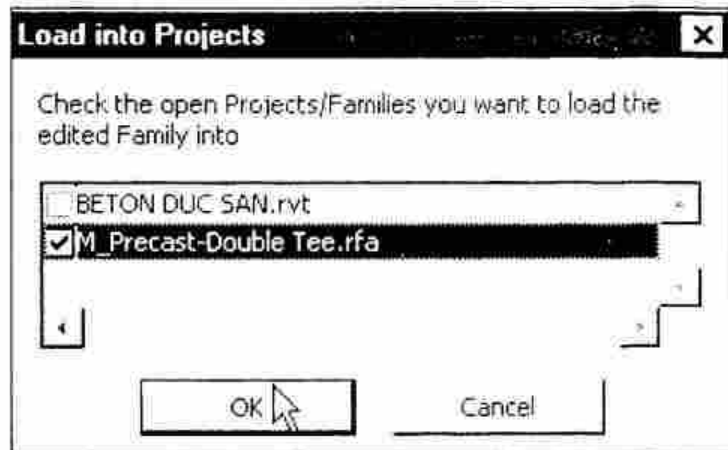 Load into Projects
Check the open Projects/Families you want to load the
edited Family into
BETON DUC SAN.rvt
M_Precast-Double Tee.rfa
OK
Cancel